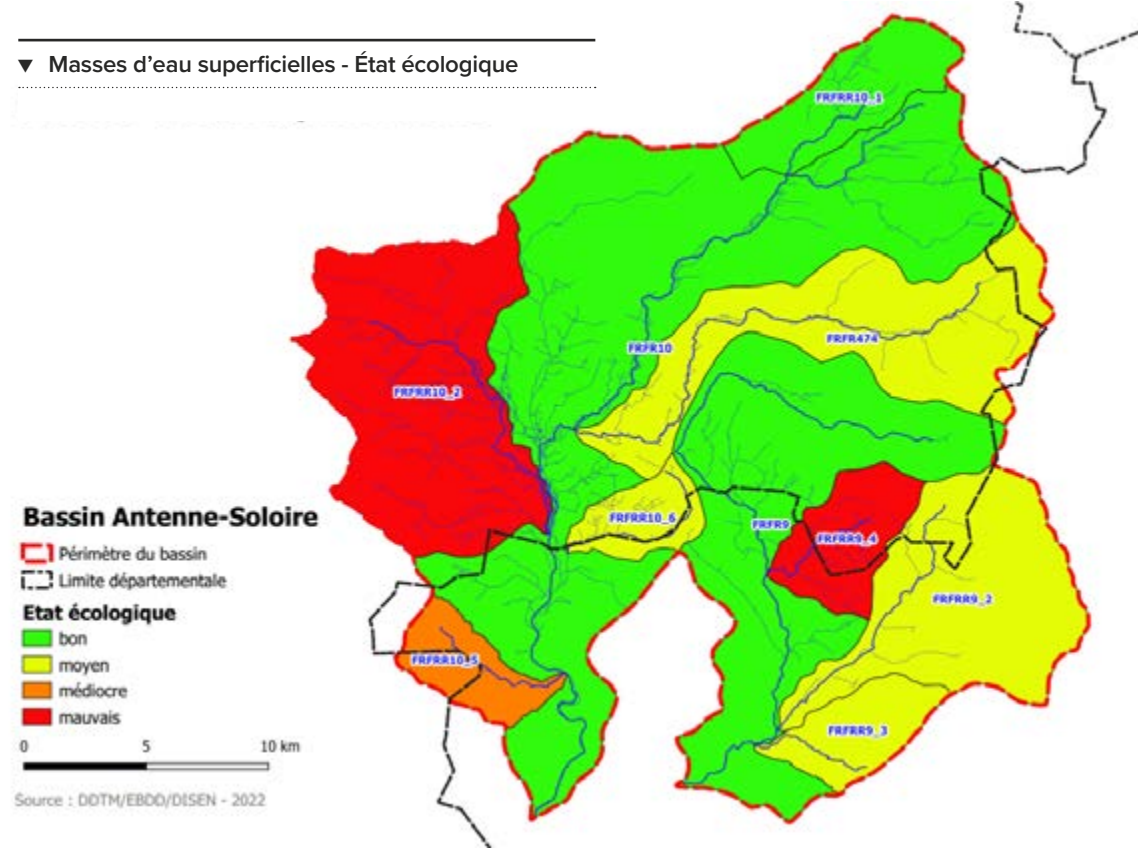 ▼ Masses d'eau superficielles - État écologique
FRFRR10_1
FRFR10
FRFR474
FRFRR10_2
FRFRR10_6
FRFR9
FRFRR9_4
FRFRR9_2
FRFRR10_5
FRFRR9_3
Bassin Antenne-Soloire
Périmètre du bassin
Limite départementale
Etat écologique
bon
moyen
médiocre
mauvais
0 5 10 km
Source : DDTM/EBDD/DISEN - 2022